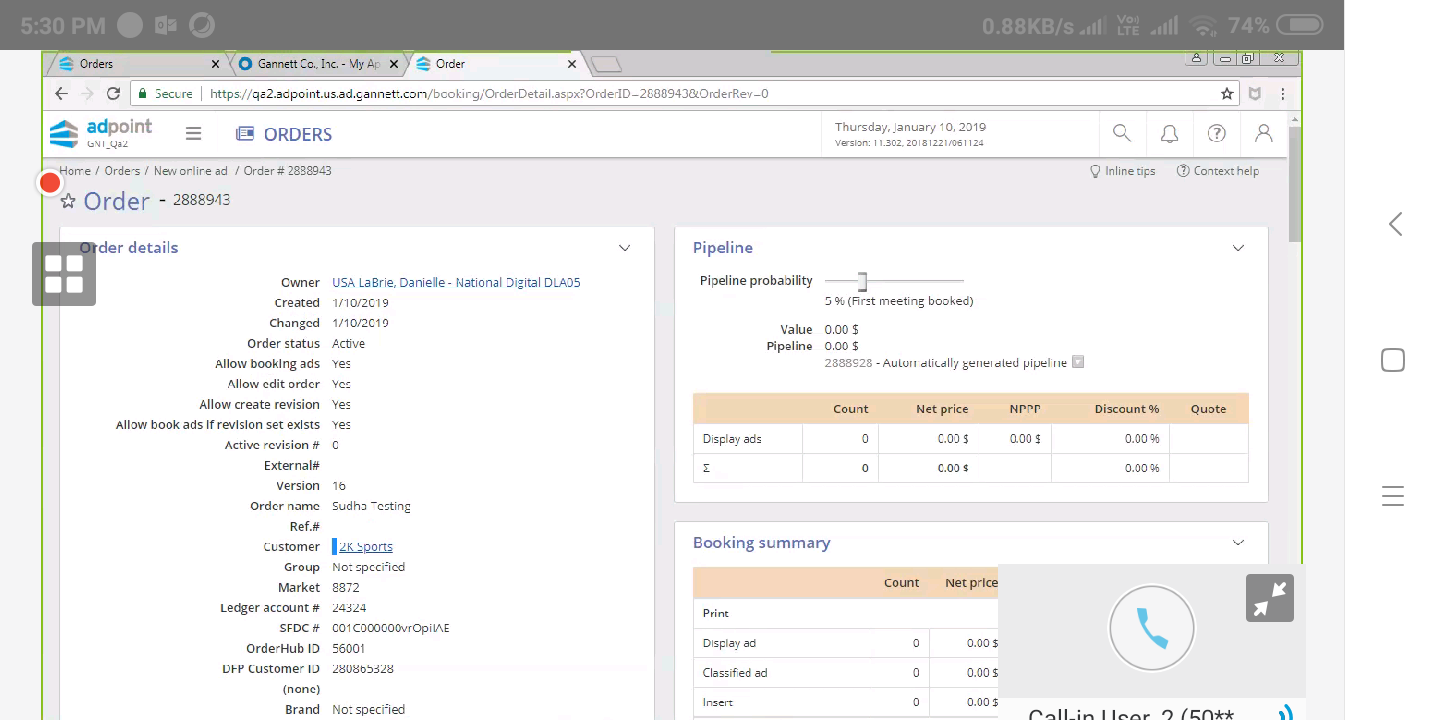 5:30 PM
0.88KB/s Vo) LTE 74%
Orders
Gannett Co., Inc. - My Ap
Order
Secure https://qa2.adpoint.us.ad.gannett.com/booking/OrderDetail.aspx?OrderID=2888943&OrderRev=0
adpoint
GNT_Qa2
ORDERS
Thursday, January 10, 2019
Version: 11.302, 20181221/061124
Home / Orders / New online ad / Order # 2888943
Inline tips
Context help
Order - 2888943
Order details
Owner USA LaBrie, Danielle - National Digital DLA05
Created 1/10/2019
Changed 1/10/2019
Order status Active
Allow booking ads Yes
Allow edit order Yes
Allow create revision Yes
Allow book ads if revision set exists Yes
Active revision # 0
External#
Version 16
Order name Sudha Testing
Ref.#
Customer 2K Sports
Group Not specified
Market 8872
Ledger account # 24324
SFDC # 001C000000vrOpiIAE
OrderHub ID 56001
DFP Customer ID 280865328
(none)
Brand Not specified
Pipeline
Pipeline probability
5 % (First meeting booked)
Value 0.00 $
Pipeline 0.00 $
2888928 - Automatically generated pipeline
Count Net price NPPP Discount % Quote
Display ads 0 0.00 $ 0.00 $ 0.00 %
Σ 0 0.00 $ 0.00 %
Booking summary
Count Net price
Print
Display ad 0 0.00 $
Classified ad 0 0.00 $
Insert 0 0.00 $
Call-in User_2 (50**